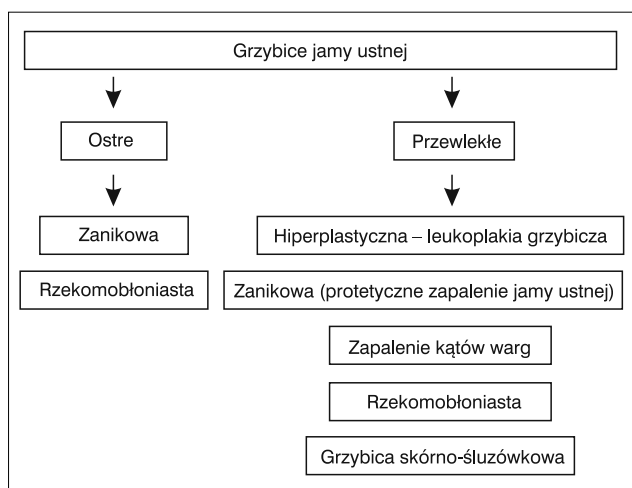 Grzybice jamy ustnej
Ostre
Przewlekłe
Zanikowa
Rzekomobłoniasta
Hiperplastyczna – leukoplakia grzybicza
Zanikowa (protetyczne zapalenie jamy ustnej)
Zapalenie kątów warg
Rzekomobłoniasta
Grzybica skórno-śluzówkowa